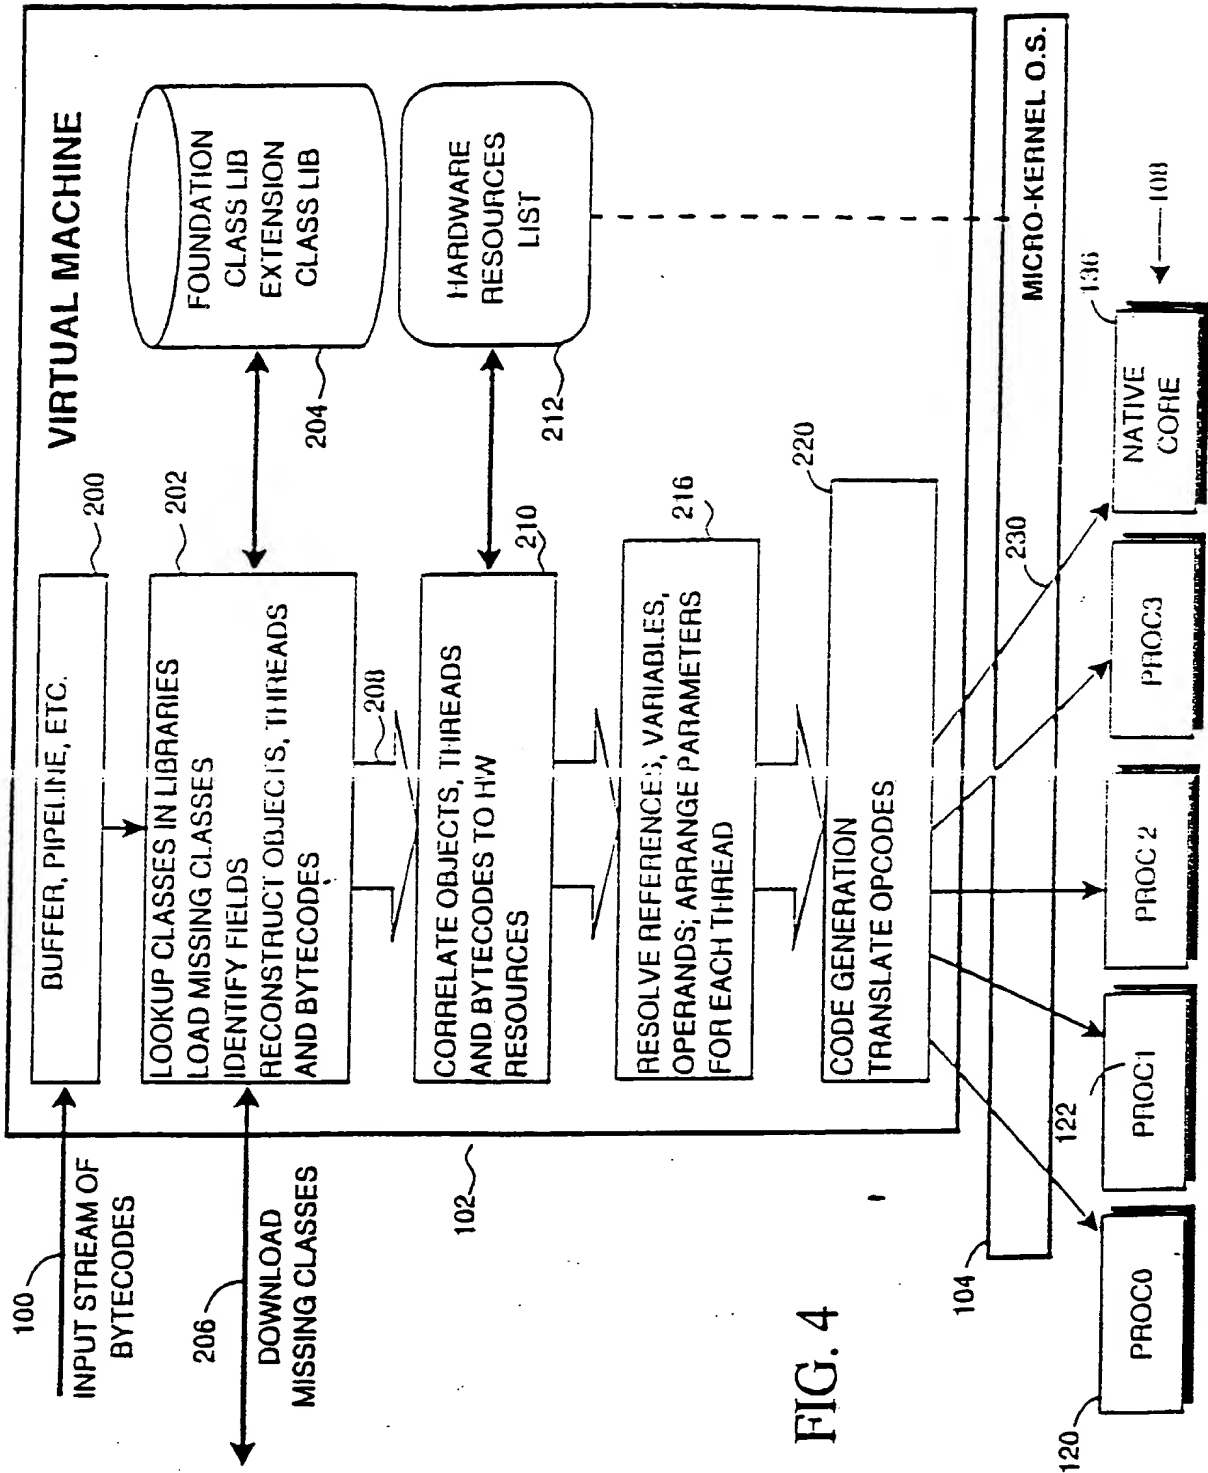 VIRTUAL MACHINE
100
INPUT STREAM OF
BYTECODES
BUFFER, PIPELINE, ETC.
200
206
DOWNLOAD
MISSING CLASSES
LOOKUP CLASSES IN LIBRARIES
LOAD MISSING CLASSES
IDENTIFY FIELDS
RECONSTRUCT OBJECTS, THREADS
AND BYTECODES
202
FOUNDATION
CLASS LIB
EXTENSION
CLASS LIB
204
208
CORRELATE OBJECTS, THREADS
AND BYTECODES TO HW
RESOURCES
210
HARDWARE
RESOURCES
LIST
212
102
RESOLVE REFERENCES, VARIABLES,
OPERANDS; ARRANGE PARAMETERS
FOR EACH THREAD
216
CODE GENERATION
TRANSLATE OPCODES
220
FIG. 4
104
230
MICRO-KERNEL O.S.
120
PROC0
122
PROC1
PROC2
PROC3
NATIVE
CORE
136
108